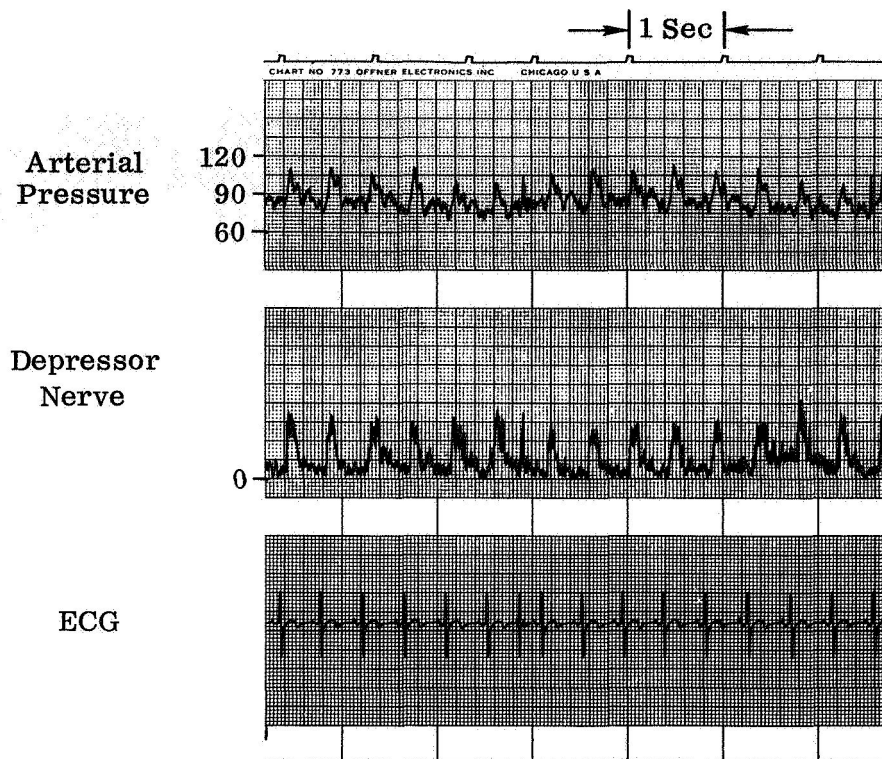 1 Sec
CHART NO 773 OFFNER ELECTRONICS INC CHICAGO U S A
Arterial
Pressure
120
90
60
Depressor
Nerve
0
ECG